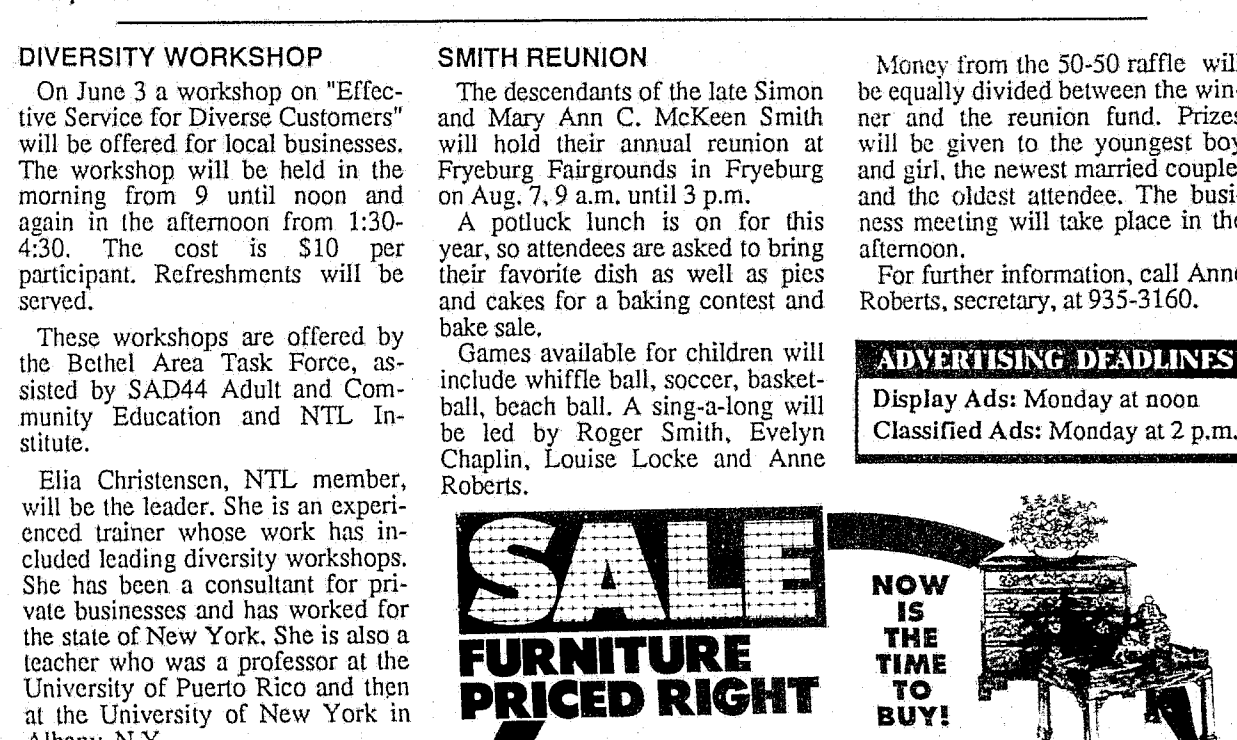 DIVERSITY WORKSHOP
On June 3 a workshop on "Effec-
tive Service for Diverse Customers"
will be offered for local businesses.
The workshop will be held in the
morning from 9 until noon and
again in the afternoon from 1:30-
4:30. The cost is $10 per
participant. Refreshments will be
served.
These workshops are offered by
the Bethel Area Task Force, as-
sisted by SAD44 Adult and Com-
munity Education and NTL In-
stitute.
Elia Christensen, NTL member,
will be the leader. She is an experi-
enced trainer whose work has in-
cluded leading diversity workshops.
She has been a consultant for pri-
vate businesses and has worked for
the state of New York. She is also a
teacher who was a professor at the
University of Puerto Rico and then
at the University of New York in
Albany, N.Y.
SMITH REUNION
The descendants of the late Simon
and Mary Ann C. McKeen Smith
will hold their annual reunion at
Fryeburg Fairgrounds in Fryeburg
on Aug. 7, 9 a.m. until 3 p.m.
A potluck lunch is on for this
year, so attendees are asked to bring
their favorite dish as well as pies
and cakes for a baking contest and
bake sale.
Games available for children will
include whiffle ball, soccer, basket-
ball, beach ball. A sing-a-long will
be led by Roger Smith, Evelyn
Chaplin, Louise Locke and Anne
Roberts.
Money from the 50-50 raffle will
be equally divided between the win-
ner and the reunion fund. Prizes
will be given to the youngest boy
and girl, the newest married couple,
and the oldest attendee. The busi-
ness meeting will take place in the
afternoon.
For further information, call Anne
Roberts, secretary, at 935-3160.
ADVERTISING DEADLINES
Display Ads: Monday at noon
Classified Ads: Monday at 2 p.m.
SALE
FURNITURE
PRICED RIGHT
NOW
IS
THE
TIME
TO
BUY!